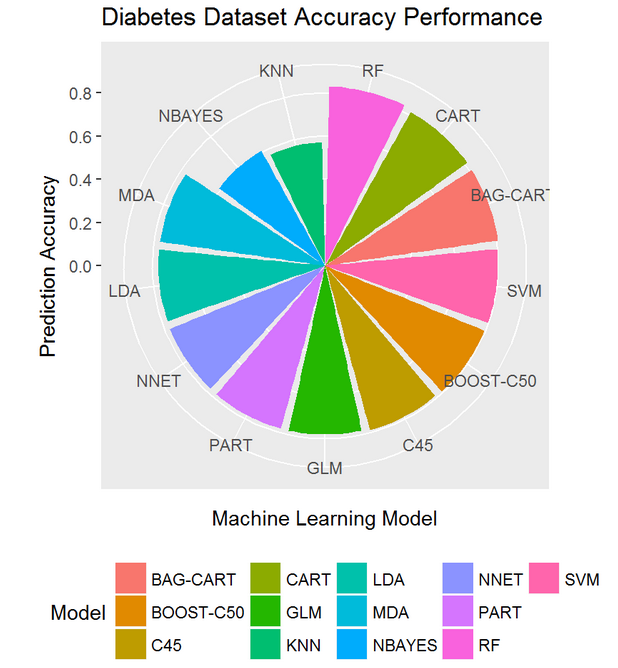 Diabetes Dataset Accuracy Performance
KNN
RF
0.8
NBAYES
CART
0.6
0.4
MDA
BAG-CART
0.2
0.0
LDA
SVM
NNET
BOOST-C50
PART
C45
GLM
Prediction Accuracy
Machine Learning Model
Model
BAG-CART CART LDA NNET SVM
BOOST-C50 GLM MDA PART
C45 KNN NBAYES RF